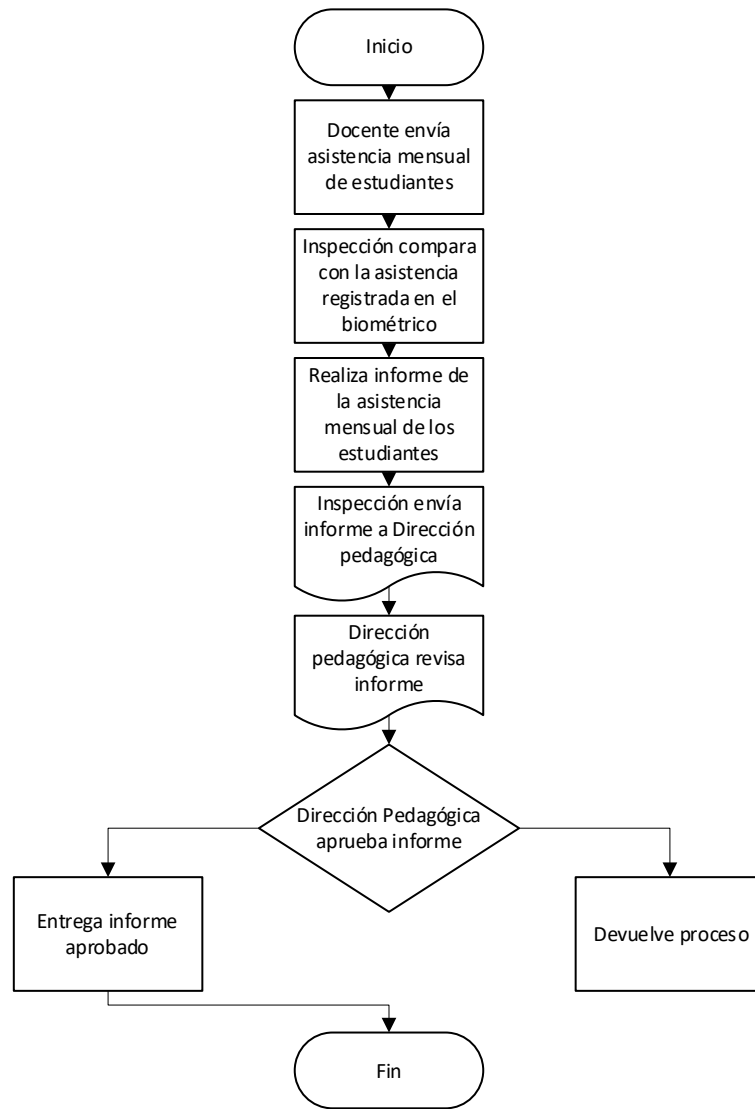 Inicio
Docente envía
asistencia mensual
de estudiantes
Inspección compara
con la asistencia
registrada en el
biométrico
Realiza informe de
la asistencia
mensual de los
estudiantes
Inspección envía
informe a Dirección
pedagógica
Dirección
pedagógica revisa
informe
Dirección Pedagógica
aprueba informe
Entrega informe
aprobado
Devuelve proceso
Fin